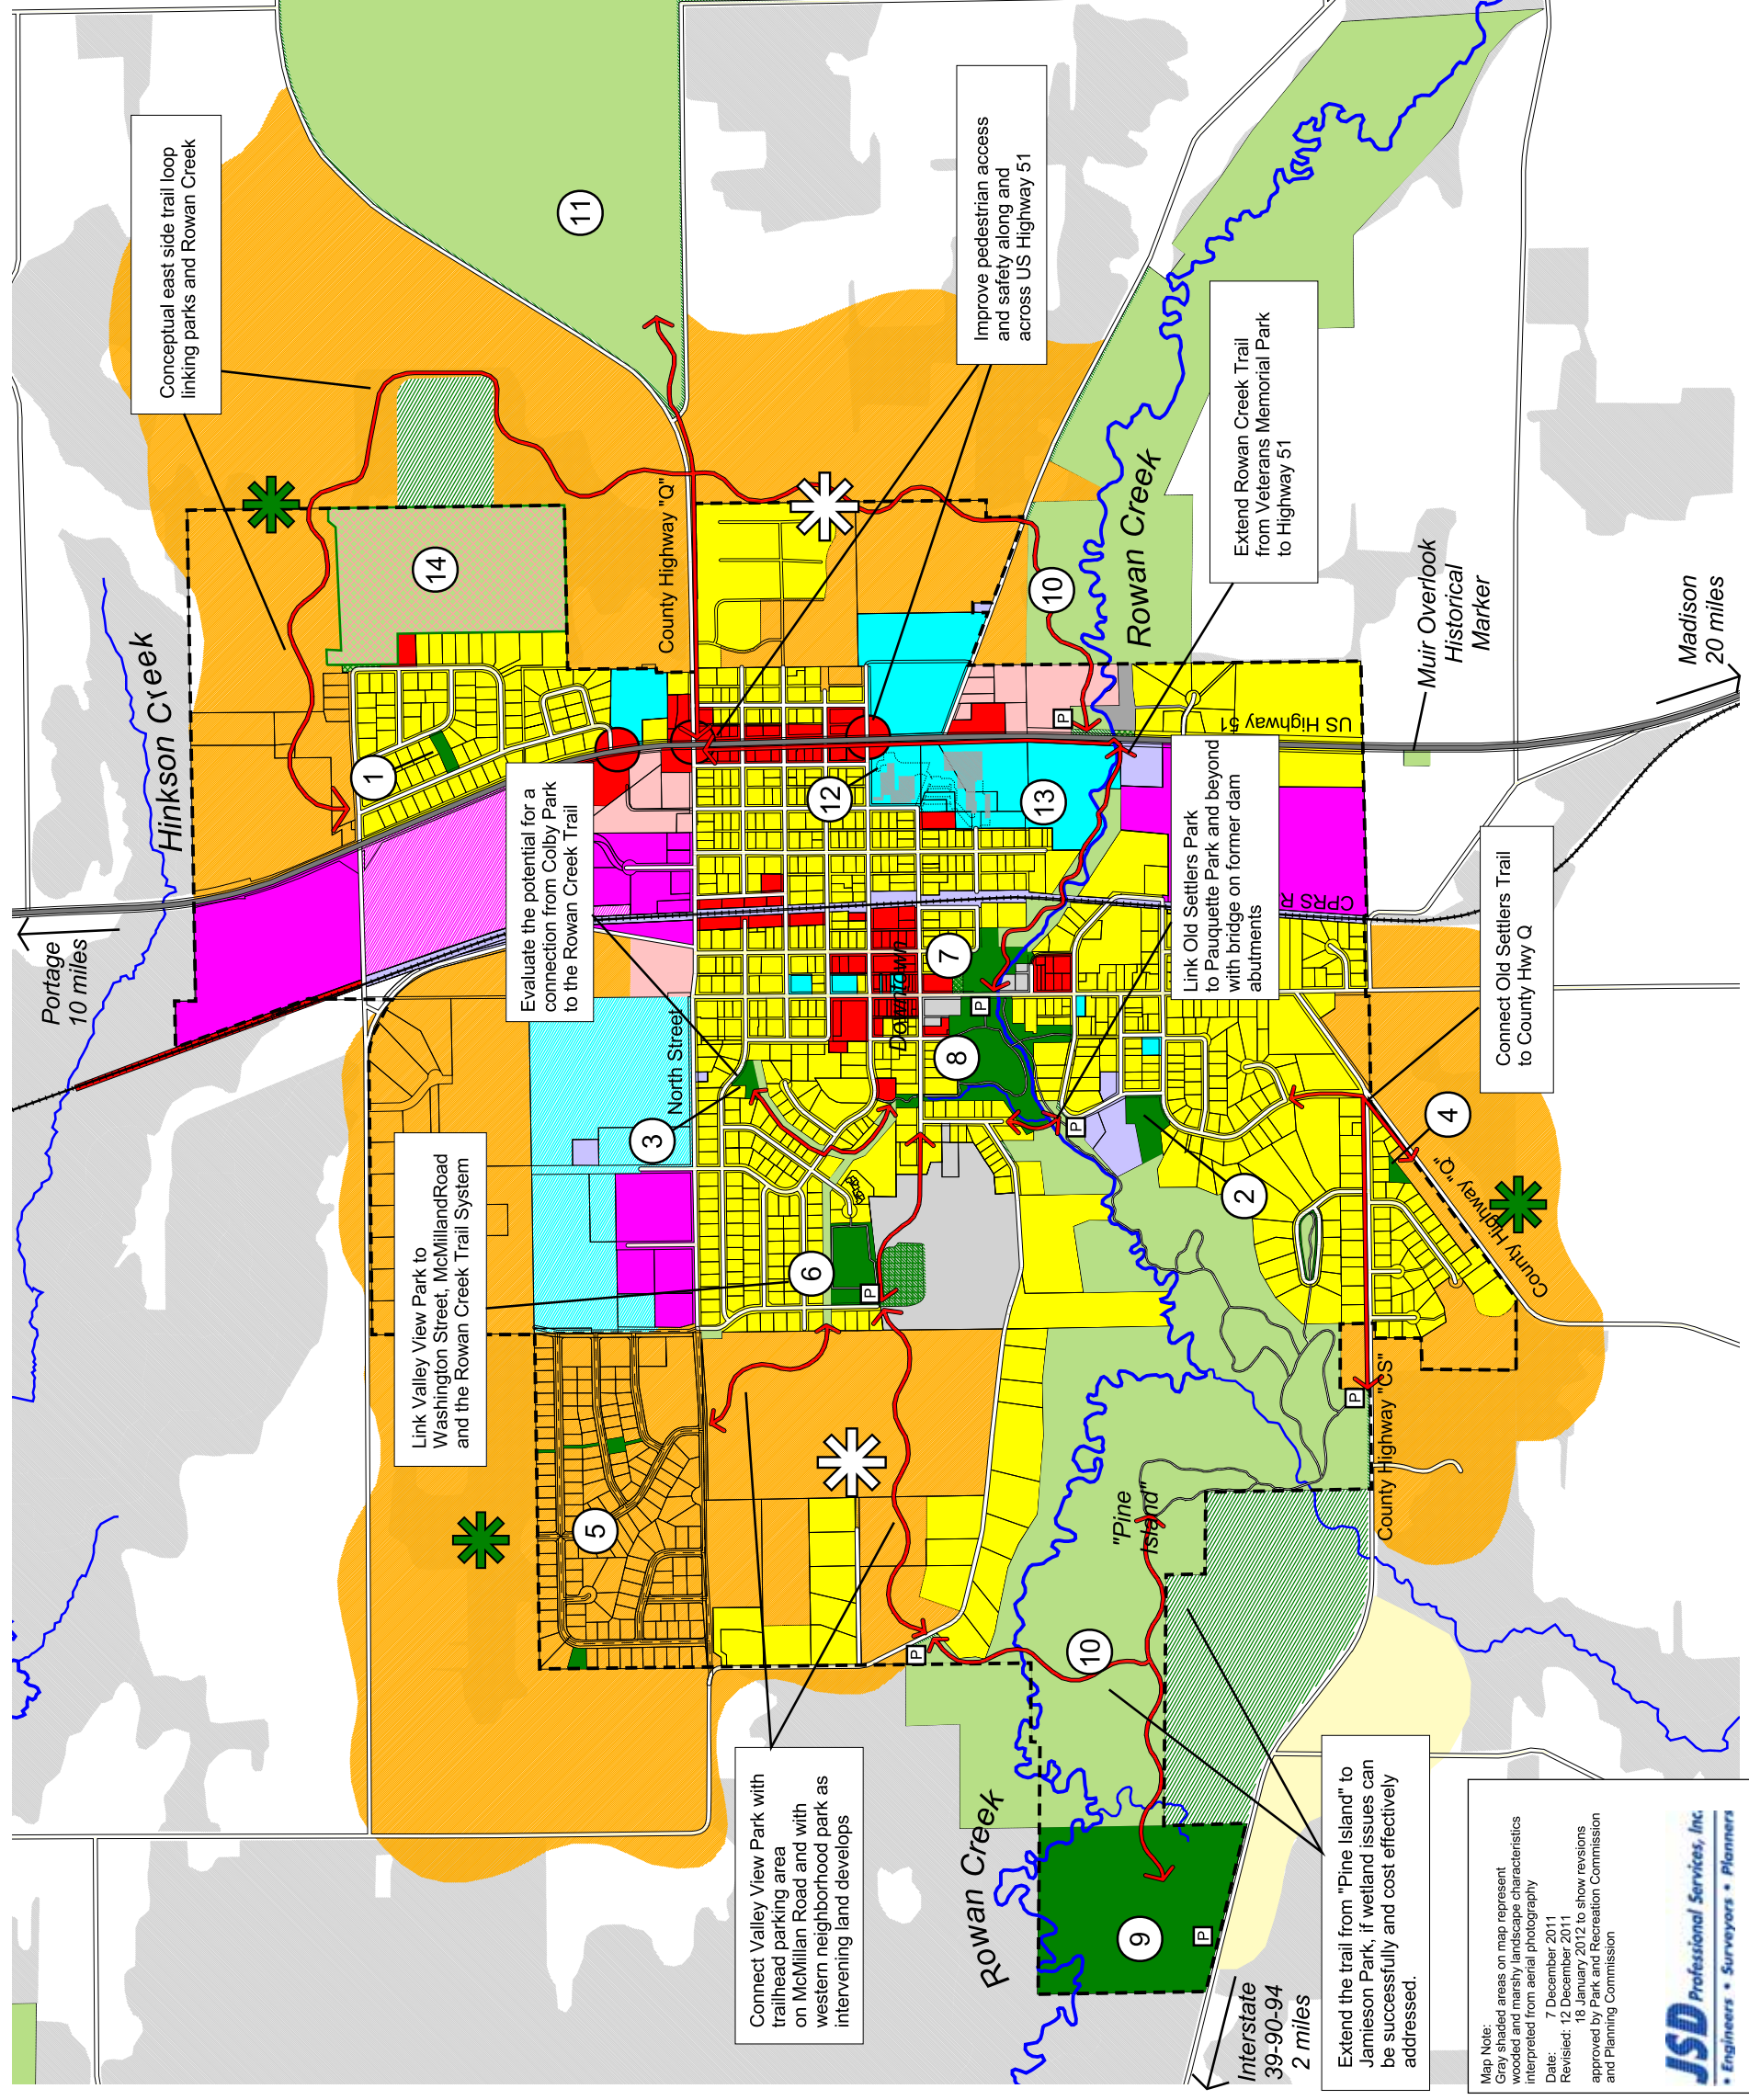 Portage
10 miles
Hinkson Creek
Conceptual east side trail loop
linking parks and Rowan Creek
11
14
1
County Highway "Q"
Improve pedestrian access
and safety along and
across US Highway 51
Evaluate the potential for a
connection from Colby Park
to the Rowan Creek Trail
Link Valley View Park to
Washington Street, McMillandRoad
and the Rowan Creek Trail System
North Street
3
12
13
10
Rowan Creek
Extend Rowan Creek Trail
from Veterans Memorial Park
to Highway 51
P
US Highway 51
Muir Overlook
Historical
Marker
Madison
20 miles
Downtown
7
P
8
Link Old Settlers Park
to Pauquette Park and beyond
with bridge on former dam
abutments
CPRS R
Connect Old Settlers Trail
to County Hwy Q
4
P
2
County Highway "Q"
6
P
5
P
County Highway "CS"
"Pine
Island"
P
10
Connect Valley View Park with
trailhead parking area
on McMillan Road and with
western neighborhood park as
intervening land develops
Rowan Creek
9
P
Interstate
39-90-94
2 miles
Extend the trail from "Pine Island" to
Jamieson Park, if wetland issues can
be successfully and cost effectively
addressed.
Map Note:
Gray shaded areas on map represent
wooded and marshy landscape characteristics
interpreted from aerial photography
Date: 7 December 2011
Revisied: 12 December 2011
18 January 2012 to show revsions
approved by Park and Recreation Commission
and Planning Commission
JSD Professional Services, Inc.
• Engineers • Surveyors • Planners